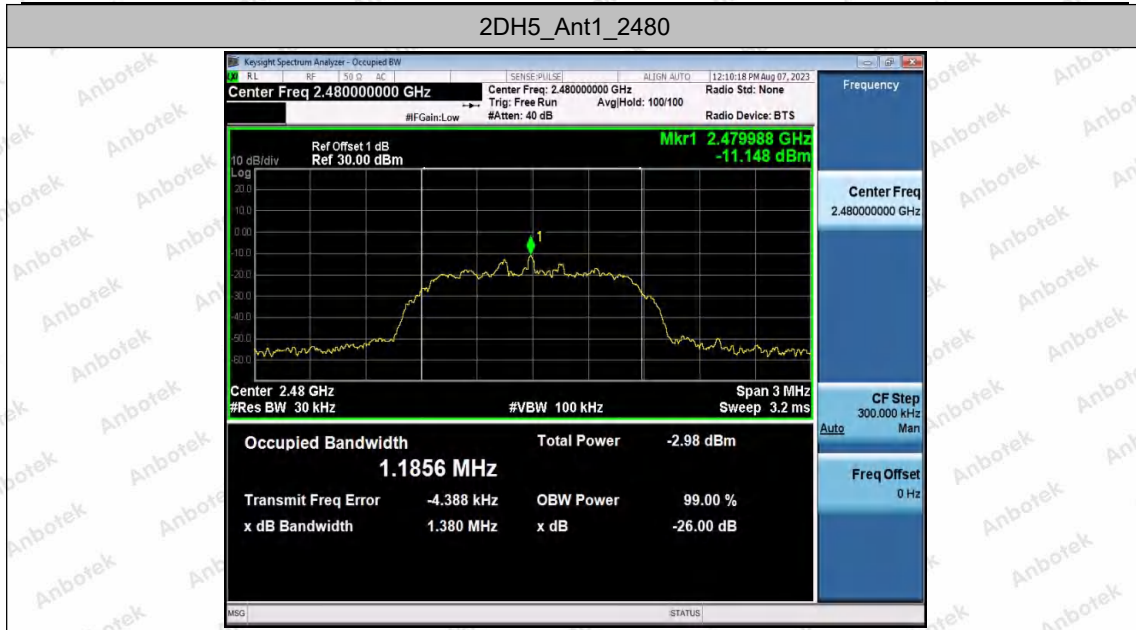 2DH5_Ant1_2480
Keysight Spectrum Analyzer - Occupied BW
LXI RL RF 50 Ω AC SENSE:PULSE ALIGN AUTO 12:10:18 PM Aug 07, 2023
Center Freq 2.480000000 GHz Center Freq: 2.480000000 GHz Radio Std: None Frequency
Trig: Free Run Avg|Hold: 100/100
#IFGain:Low #Atten: 40 dB Radio Device: BTS
Ref Offset 1 dB Mkr1 2.479988 GHz
10 dB/div Ref 30.00 dBm -11.148 dBm
Log
20.0
10.0
0.00
-10.0
-20.0
-30.0
-40.0
-50.0
-60.0
1
Center Freq
2.480000000 GHz
Center 2.48 GHz Span 3 MHz
#Res BW 30 kHz #VBW 100 kHz Sweep 3.2 ms
CF Step
300.000 kHz
Auto Man
Occupied Bandwidth Total Power -2.98 dBm
1.1856 MHz
Transmit Freq Error -4.388 kHz OBW Power 99.00 %
x dB Bandwidth 1.380 MHz x dB -26.00 dB
Freq Offset
0 Hz
MSG STATUS
Anbotek